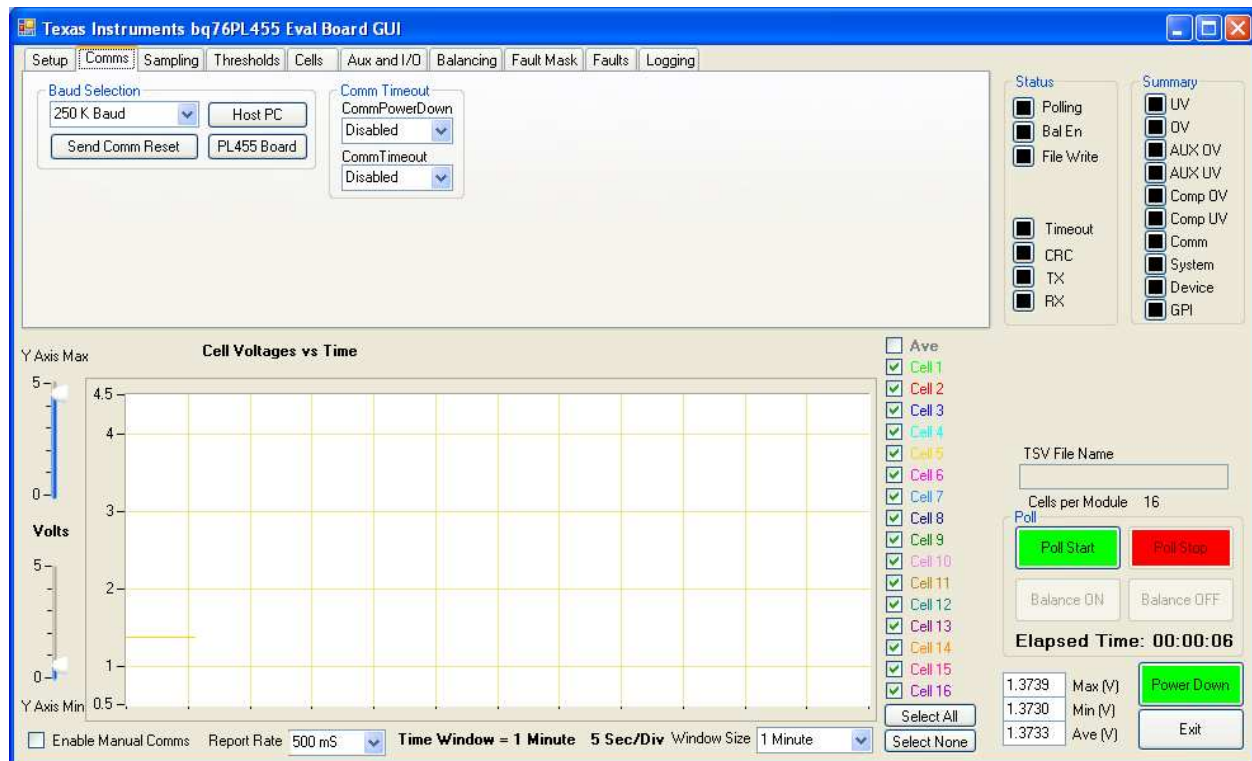 Texas Instruments bq76PL455 Eval Board GUI
Setup Comms Sampling Thresholds Cells Aux and I/O Balancing Fault Mask Faults Logging
Baud Selection
250 K Baud
Host PC
Send Comm Reset
PL455 Board
Comm Timeout
CommPowerDown
Disabled
CommTimeout
Disabled
Status
Polling
Bal En
File Write
Timeout
CRC
TX
RX
Summary
UV
OV
AUX OV
AUX UV
Comp OV
Comp UV
Comm
System
Device
GPI
Y Axis Max
5
0
Volts
5
0
Y Axis Min
Cell Voltages vs Time
4.5
4
3
2
1
0.5
Ave
Cell 1
Cell 2
Cell 3
Cell 4
Cell 5
Cell 6
Cell 7
Cell 8
Cell 9
Cell 10
Cell 11
Cell 12
Cell 13
Cell 14
Cell 15
Cell 16
Select All
Select None
TSV File Name
Cells per Module 16
Poll
Poll Start
Poll Stop
Balance ON
Balance OFF
Elapsed Time: 00:00:06
1.3739 Max (V)
1.3730 Min (V)
1.3733 Ave (V)
Power Down
Exit
Enable Manual Comms Report Rate 500 mS Time Window = 1 Minute 5 Sec/Div Window Size 1 Minute